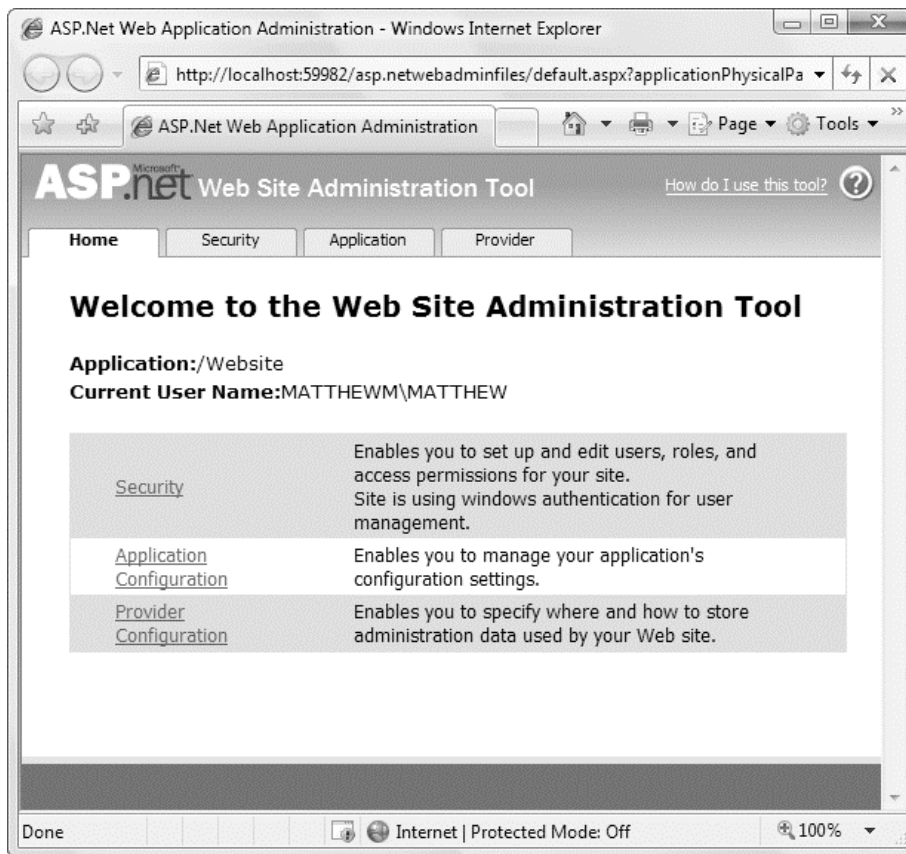 ASP.Net Web Application Administration - Windows Internet Explorer
http://localhost:59982/asp.netwebadminfiles/default.aspx?applicationPhysicalPa
ASP.Net Web Application Administration
Page
Tools
Microsoft
ASP.net Web Site Administration Tool
How do I use this tool? ?
Home Security Application Provider
Welcome to the Web Site Administration Tool
Application:/Website
Current User Name:MATTHEWM\MATTHEW
Security
Enables you to set up and edit users, roles, and
access permissions for your site.
Site is using windows authentication for user
management.
Application
Configuration
Enables you to manage your application's
configuration settings.
Provider
Configuration
Enables you to specify where and how to store
administration data used by your Web site.
Done
Internet | Protected Mode: Off
100%